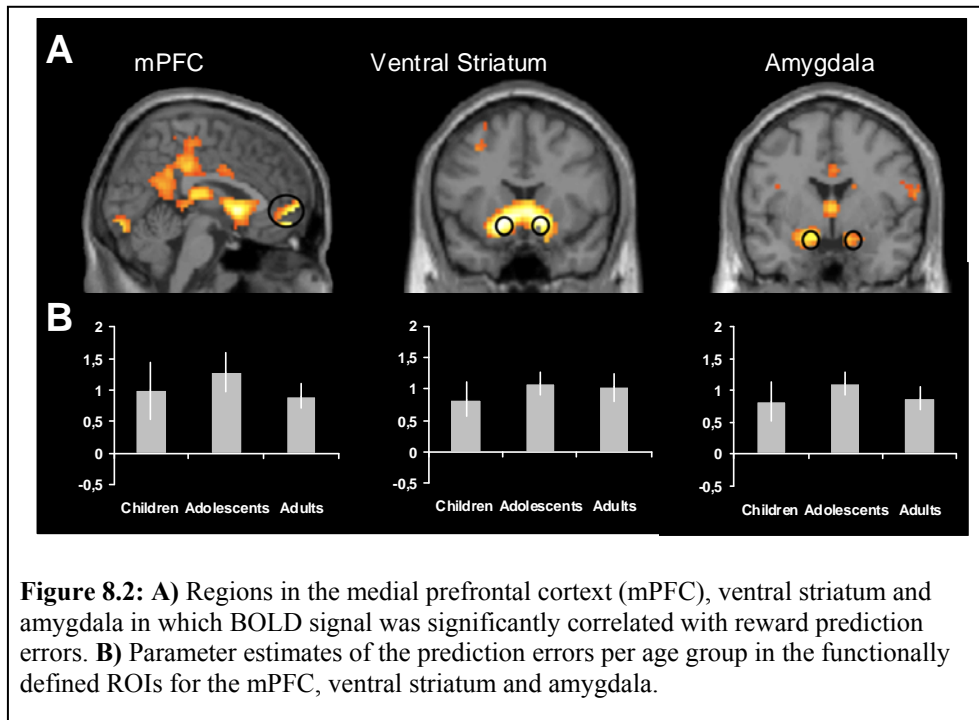 A
mPFC
Ventral Striatum
Amygdala
B
2
1,5
1
0,5
0
-0,5
Children Adolescents Adults
2
1,5
1
0,5
0
-0,5
Children Adolescents Adults
2
1,5
1
0,5
0
-0,5
Children Adolescents Adults
Figure 8.2: A) Regions in the medial prefrontal cortext (mPFC), ventral striatum and
amygdala in which BOLD signal was significantly correlated with reward prediction
errors. B) Parameter estimates of the prediction errors per age group in the functionally
defined ROIs for the mPFC, ventral striatum and amygdala.